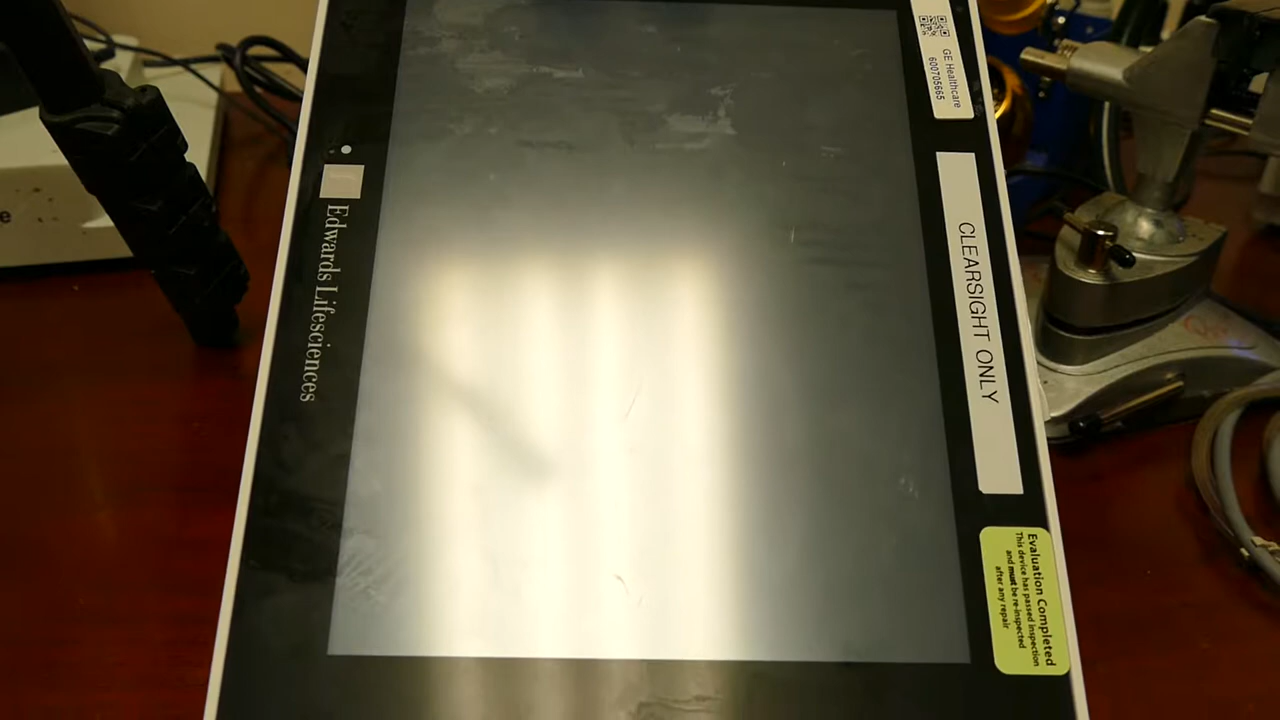 GE Healthcare
600705665
Edwards Lifesciences
CLEARSIGHT ONLY
Evaluation Completed
This device has passed inspection
and must be re-inspected
after any repair
e